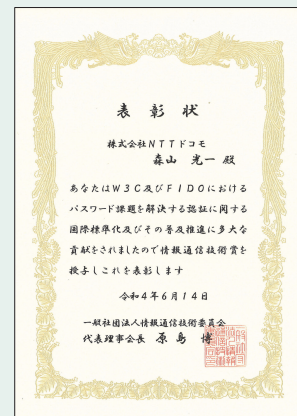 表彰状
株式会社NTTドコモ
森山 光一 殿
あなたはW3C及びFIDOにおける
パスワード課題を解決する認証に関する
国際標準化及びその普及推進に多大な
貢献をされましたので情報通信技術賞を
授与しこれを表彰します
令和4年6月14日
一般社団法人情報通信技術委員会
代表理事会長 原島 博